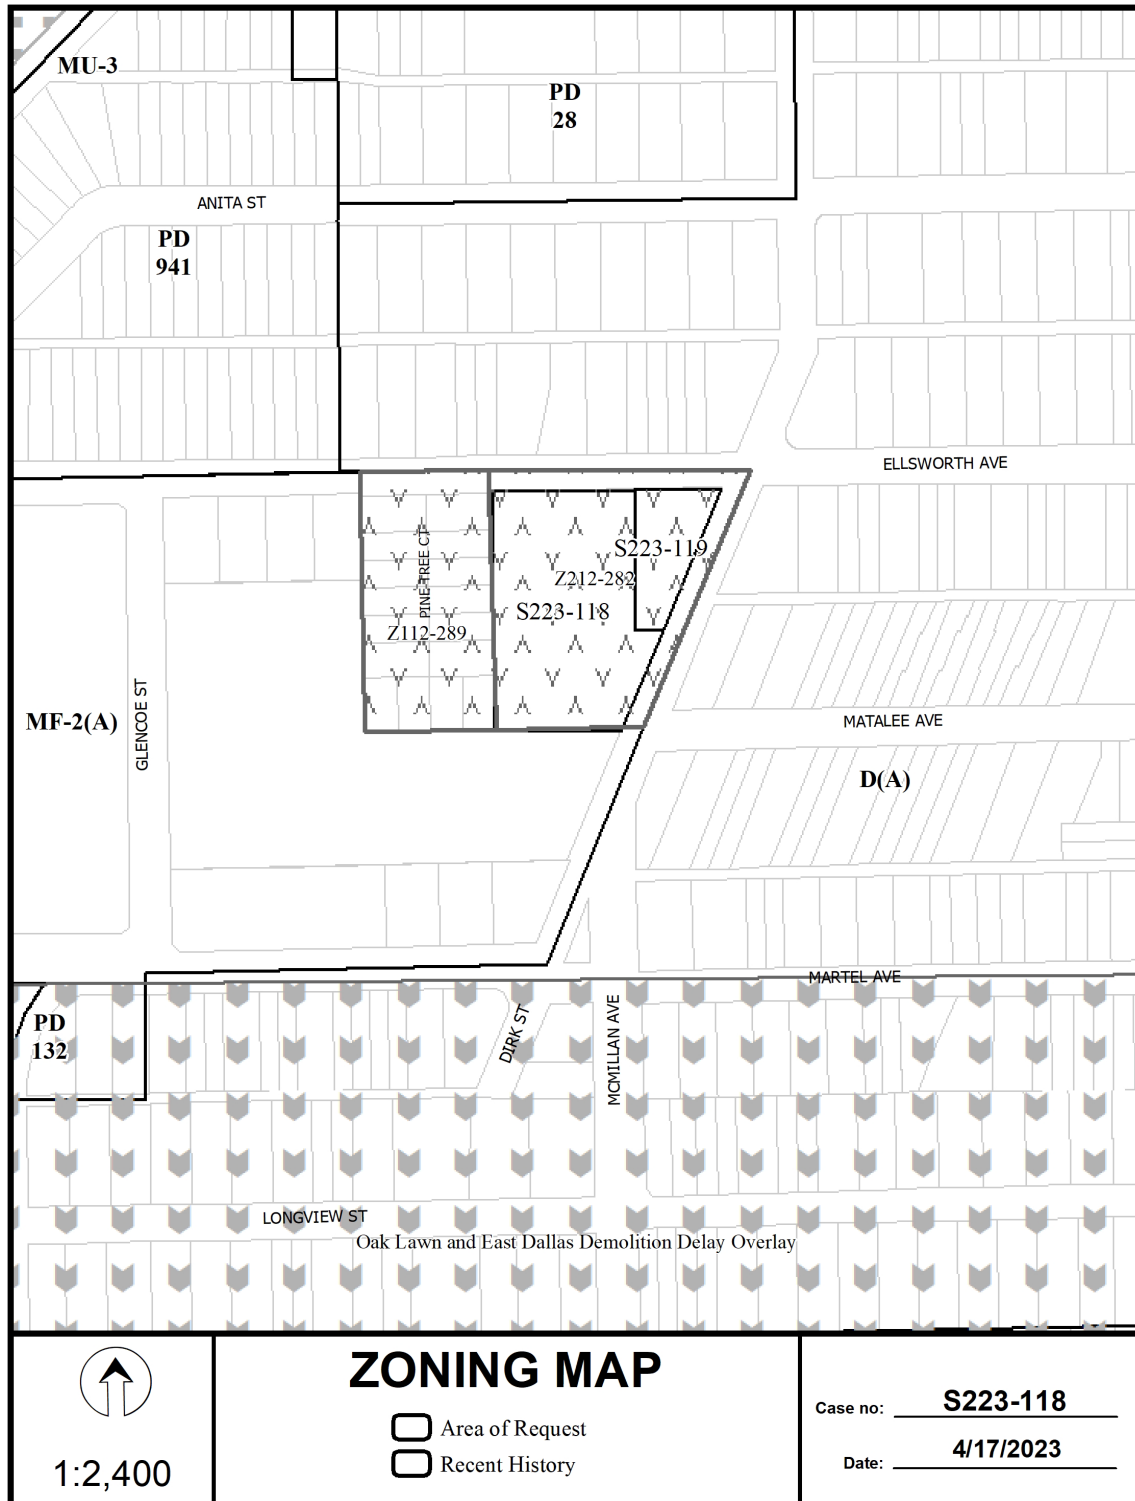 MU-3
PD
28
ANITA ST
PD
941
ELLSWORTH AVE
PINE TREE CT
S223-119
Z212-282
S223-118
Z112-289
GLENCOE ST
MF-2(A)
MATALEE AVE
D(A)
MARTEL AVE
PD
132
DIRK ST
MCMILLAN AVE
LONGVIEW ST
Oak Lawn and East Dallas Demolition Delay Overlay
1:2,400
ZONING MAP
Area of Request
Recent History
Case no: S223-118
Date: 4/17/2023